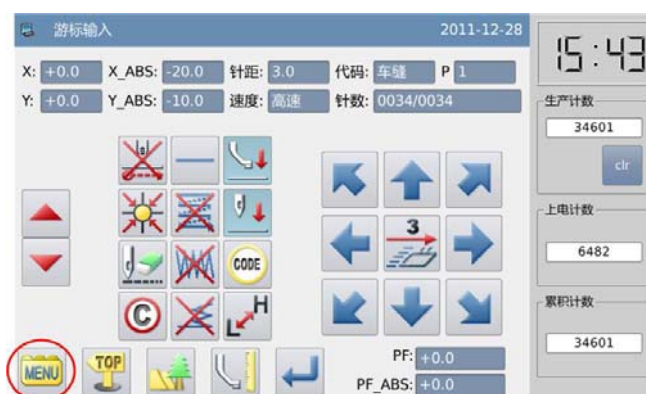 游标输入 2011-12-28
15:43
X: +0.0 X_ABS: -20.0 针距: 3.0 代码: 车缝 P 1
Y: +0.0 Y_ABS: -10.0 速度: 高速 针数: 0034/0034
生产计数
34601
clr
上电计数
6482
累积计数
34601
3
CODE
C
L H
MENU TOP
PF: +0.0
PF_ABS: +0.0